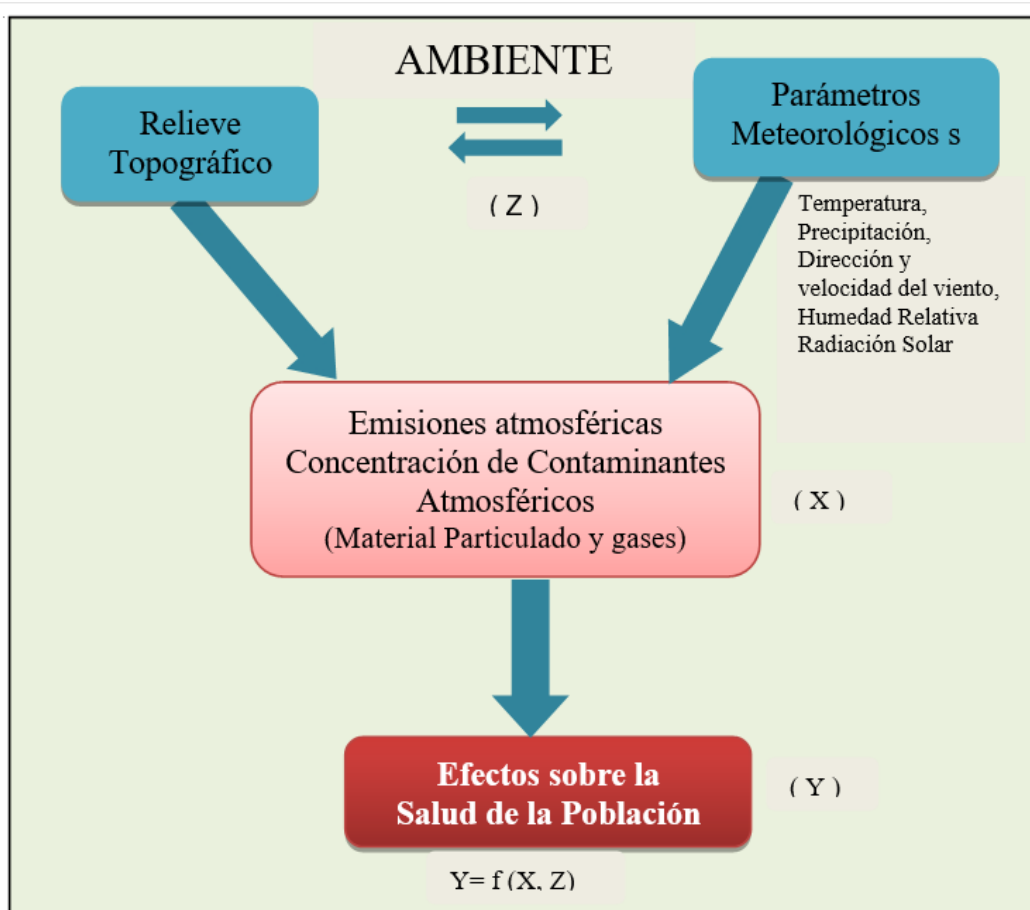 AMBIENTE
Relieve
Topográfico
Parámetros
Meteorológicos s
( Z )
Temperatura,
Precipitación,
Dirección y
velocidad del viento,
Humedad Relativa
Radiación Solar
Emisiones atmosféricas
Concentración de Contaminantes
Atmosféricos
(Material Particulado y gases)
( X )
Efectos sobre la
Salud de la Población
( Y )
Y= f (X, Z)